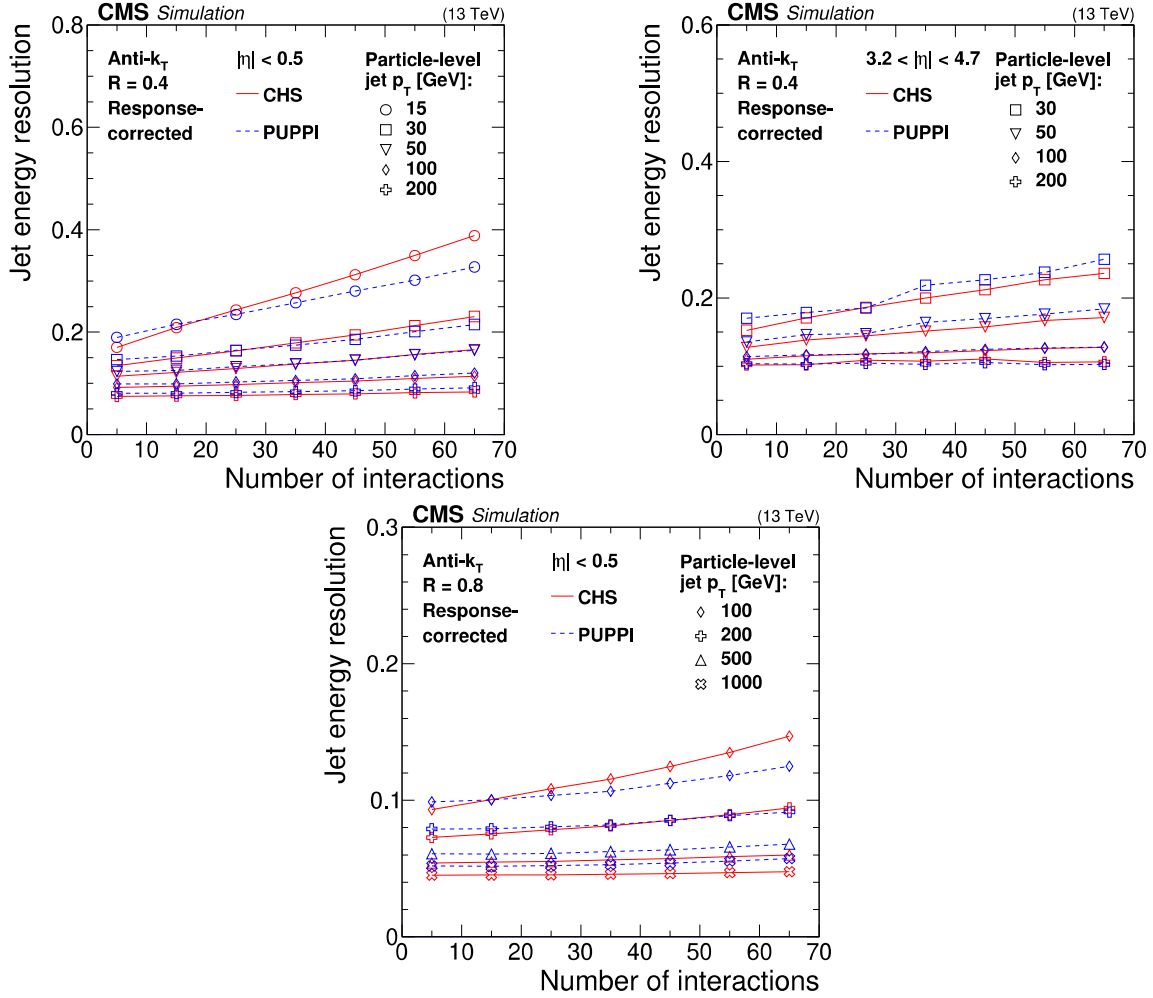 CMS Simulation (13 TeV)
Jet energy resolution
0.8
0.6
0.4
0.2
0
Anti-k_T
R = 0.4
Response-
corrected
|η| < 0.5
CHS
PUPPI
Particle-level
jet p_T [GeV]:
15
30
50
100
200
0 10 20 30 40 50 60 70
Number of interactions
CMS Simulation (13 TeV)
Jet energy resolution
0.6
0.4
0.2
0
Anti-k_T
R = 0.4
Response-
corrected
3.2 < |η| < 4.7
CHS
PUPPI
Particle-level
jet p_T [GeV]:
30
50
100
200
0 10 20 30 40 50 60 70
Number of interactions
CMS Simulation (13 TeV)
Jet energy resolution
0.3
0.2
0.1
0
Anti-k_T
R = 0.8
Response-
corrected
|η| < 0.5
CHS
PUPPI
Particle-level
jet p_T [GeV]:
100
200
500
1000
0 10 20 30 40 50 60 70
Number of interactions